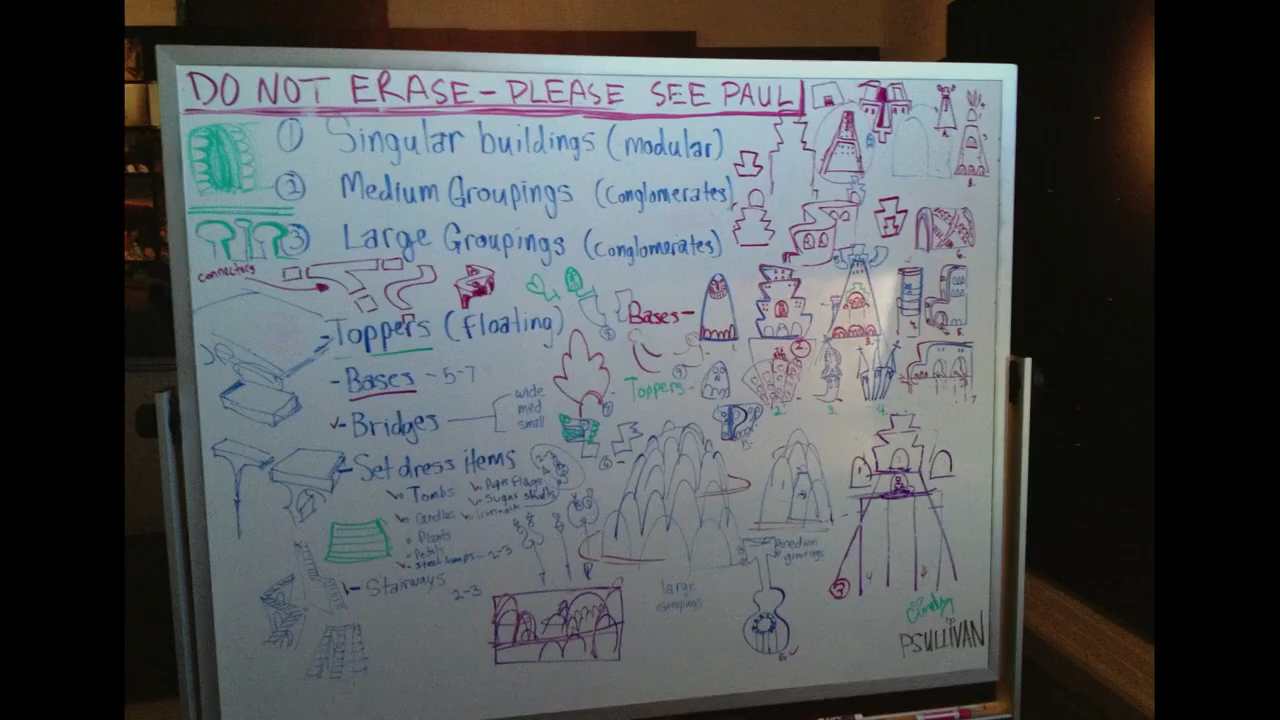 DO NOT ERASE - PLEASE SEE PAUL
① Singular buildings (modular)
② Medium Groupings (Conglomerates)
③ Large Groupings (Conglomerates)
connectors
Toppers (floating)
Bases -
- Bases - 5-7
Toppers -
✓- Bridges
wide
med
small
- Set dress items
Tombs
Paper flags
Sugar skulls
Candles
Plants
Petals
street lamps - 2-3
Stairways
2-3
large
groupings
medium
groupings
Cindy
PSULLIVAN